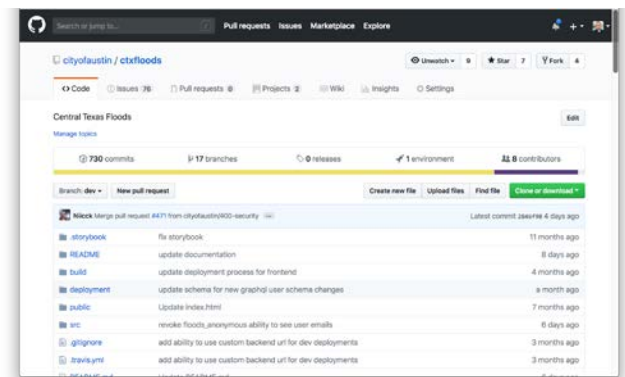 Search or jump to... / Pull requests Issues Marketplace Explore
cityofaustin / ctxfloods Unwatch 9 Star 7 Fork 4
Code Issues 76 Pull requests Projects 2 Wiki Insights Settings
Central Texas Floods Edit
Manage topics
730 commits 17 branches 0 releases 1 environment 8 contributors
Branch: dev New pull request Create new file Upload files Find file Clone or download
Niicck Merge pull request #471 from cityofaustin/400-security Latest commit 4 days ago
.storybook fix storybook 11 months ago
README update documentation 8 days ago
build update deployment process for frontend 4 months ago
deployment update schema for new graphql user schema changes a month ago
public Update index.html 7 months ago
src revoke floods_anonymous ability to see user emails 6 days ago
.gitignore add ability to use custom backend url for dev deployments 3 months ago
.travis.yml add ability to use custom backend url for dev deployments 3 months ago